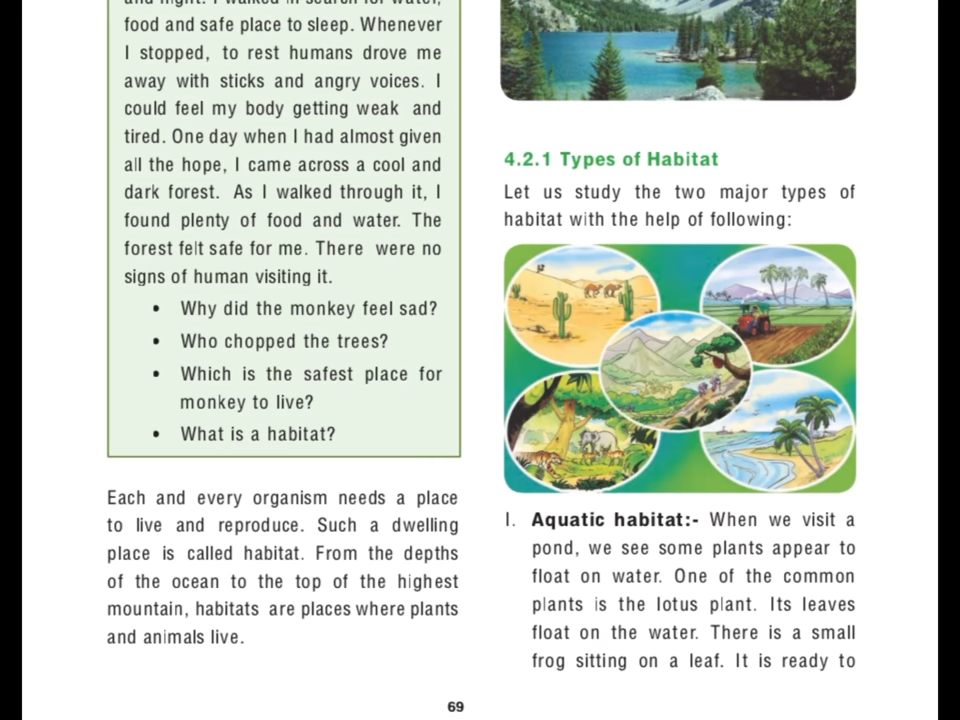 and night. I walked in search for water,
food and safe place to sleep. Whenever
I stopped, to rest humans drove me
away with sticks and angry voices. I
could feel my body getting weak and
tired. One day when I had almost given
all the hope, I came across a cool and
dark forest. As I walked through it, I
found plenty of food and water. The
forest felt safe for me. There were no
signs of human visiting it.
• Why did the monkey feel sad?
• Who chopped the trees?
• Which is the safest place for
monkey to live?
• What is a habitat?
Each and every organism needs a place
to live and reproduce. Such a dwelling
place is called habitat. From the depths
of the ocean to the top of the highest
mountain, habitats are places where plants
and animals live.
4.2.1 Types of Habitat
Let us study the two major types of
habitat with the help of following:
I. Aquatic habitat:- When we visit a
pond, we see some plants appear to
float on water. One of the common
plants is the lotus plant. Its leaves
float on the water. There is a small
frog sitting on a leaf. It is ready to
69